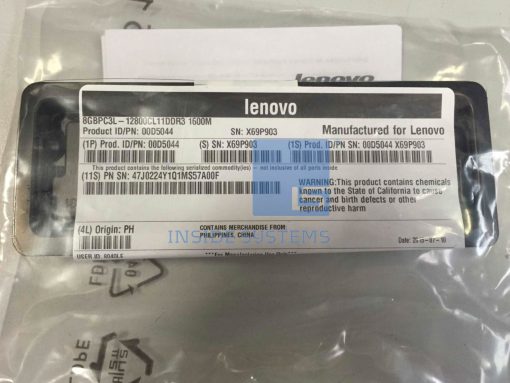 lenovo
lenovo
8GBPC3L-12800CL11DDR3 1600M
Product ID/PN: 00D5044 SN: X69P903 Manufactured for Lenovo
(1P) Prod. ID/PN: 00D5044 (S) SN: X69P903 (1S) Prod. ID/PN SN: 00D5044 X69P903
This product contains the following serialized commodity(ies) - not inclusive of all parts inside
(11S) PN SN: 47J0224Y1Q1MS57A00F
WARNING:This product contains chemicals
known to the State of California to cause
cancer and birth defects or other
reproductive harm
(4L) Origin: PH
CONTAINS MERCHANDISE FROM
PHILIPPINES, CHINA
INSIDE SYSTEMS